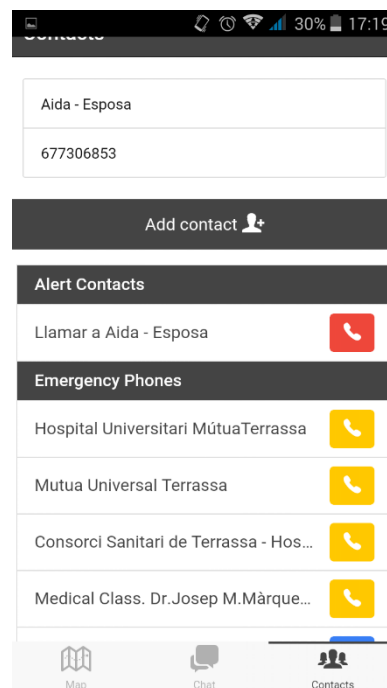 30% 17:19
Contacts
Aida - Esposa
677306853
Add contact
Alert Contacts
Llamar a Aida - Esposa
Emergency Phones
Hospital Universitari MútuaTerrassa
Mutua Universal Terrassa
Consorci Sanitari de Terrassa - Hos...
Medical Class. Dr.Josep M.Màrque...
Map Chat Contacts